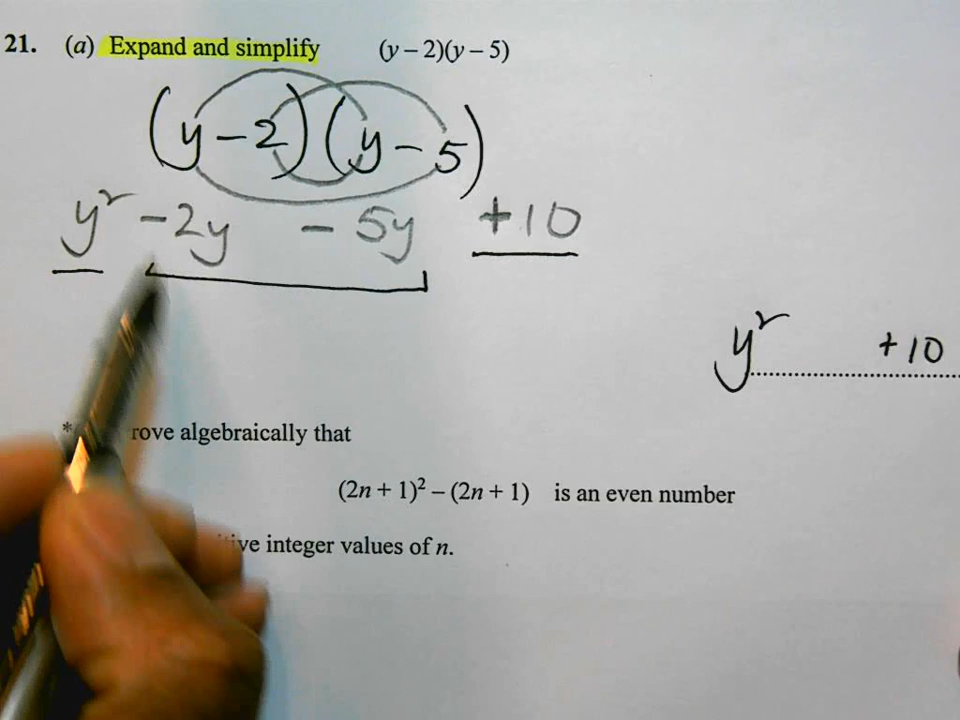 21. (a) Expand and simplify (y – 2)(y – 5)
(y – 2)(y – 5)
y² – 2y – 5y +10
y² +10
* rove algebraically that
(2n + 1)² – (2n + 1) is an even number
ive integer values of n.